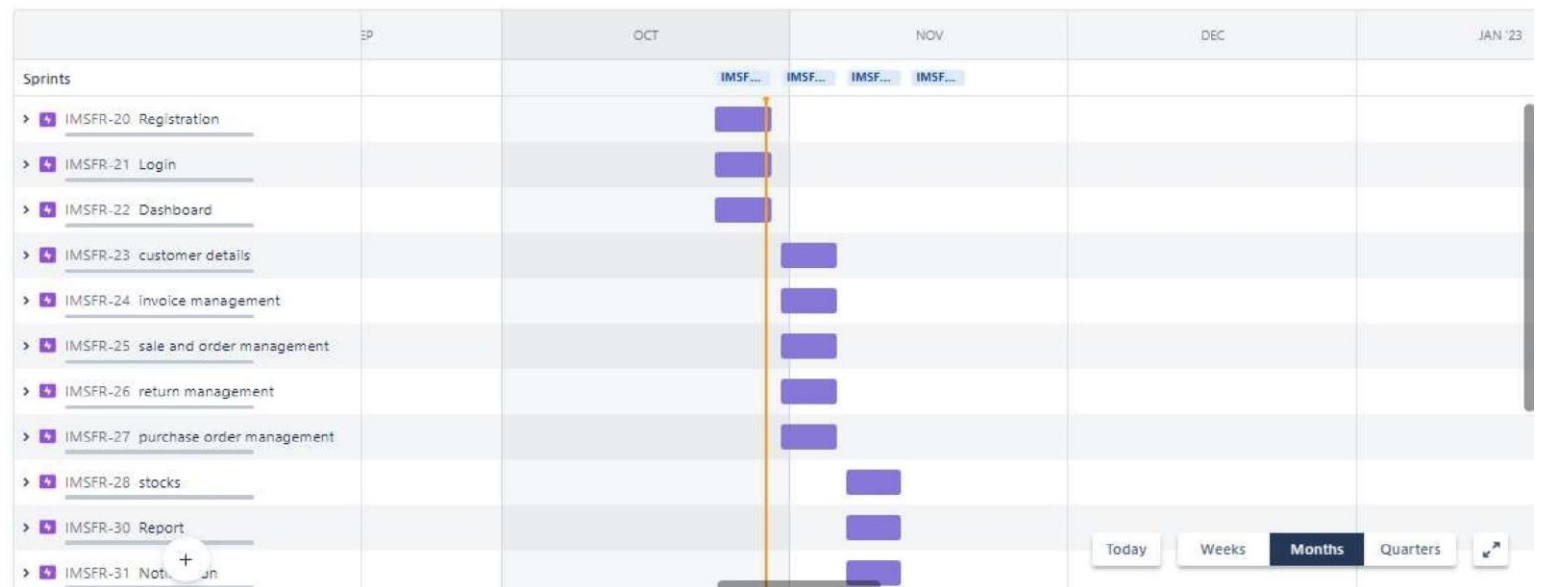 EP OCT NOV DEC JAN '23
Sprints IMSF... IMSF... IMSF... IMSF...
IMSFR-20 Registration
IMSFR-21 Login
IMSFR-22 Dashboard
IMSFR-23 customer details
IMSFR-24 invoice management
IMSFR-25 sale and order management
IMSFR-26 return management
IMSFR-27 purchase order management
IMSFR-28 stocks
IMSFR-30 Report
Today Weeks Months Quarters
+
IMSFR-31